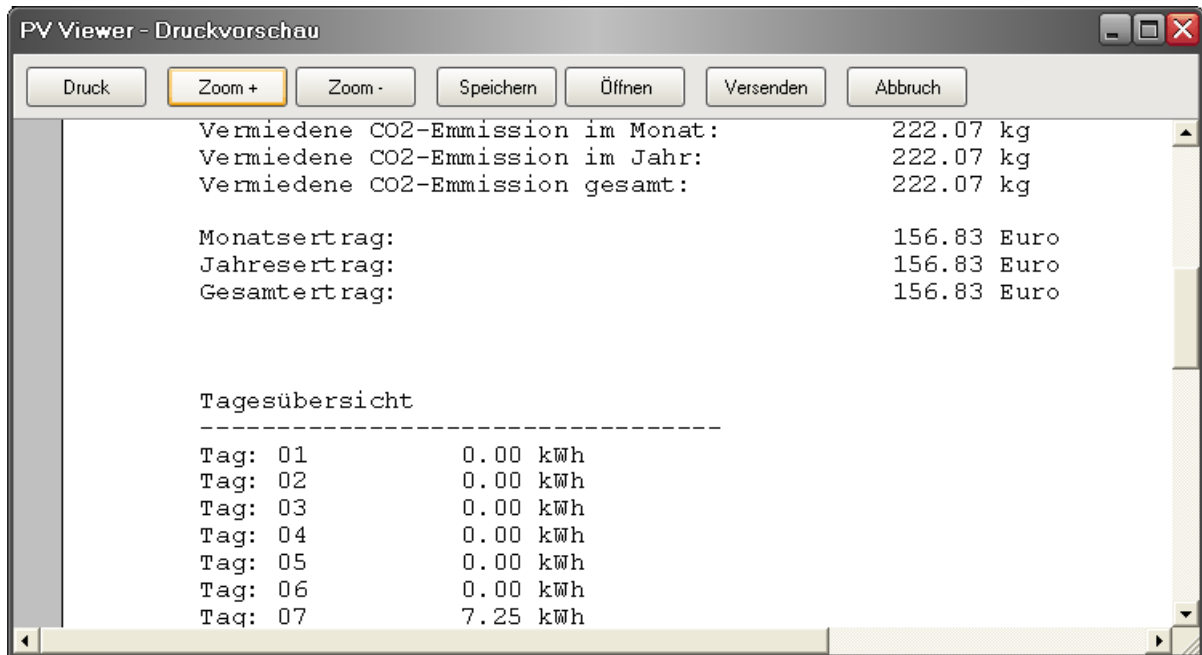 PV Viewer - Druckvorschau
Druck Zoom + Zoom - Speichern Öffnen Versenden Abbruch
Vermiedene CO2-Emmission im Monat: 222.07 kg
Vermiedene CO2-Emmission im Jahr: 222.07 kg
Vermiedene CO2-Emmission gesamt: 222.07 kg
Monatsertrag: 156.83 Euro
Jahresertrag: 156.83 Euro
Gesamtertrag: 156.83 Euro
Tagesübersicht
----------------------------------
Tag: 01 0.00 kWh
Tag: 02 0.00 kWh
Tag: 03 0.00 kWh
Tag: 04 0.00 kWh
Tag: 05 0.00 kWh
Tag: 06 0.00 kWh
Tag: 07 7.25 kWh